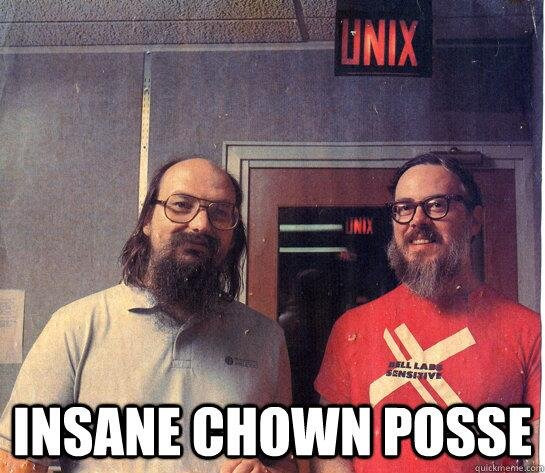 UNIX
UNIX
BELL LABS
SENSITIVE
INSANE CHOWN POSSE
quickmeme.com